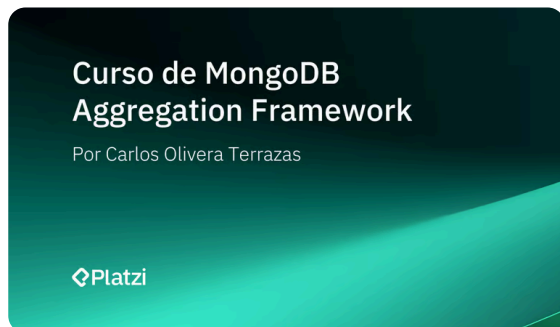 Curso de MongoDB
Aggregation Framework
Por Carlos Olivera Terrazas
Platzi